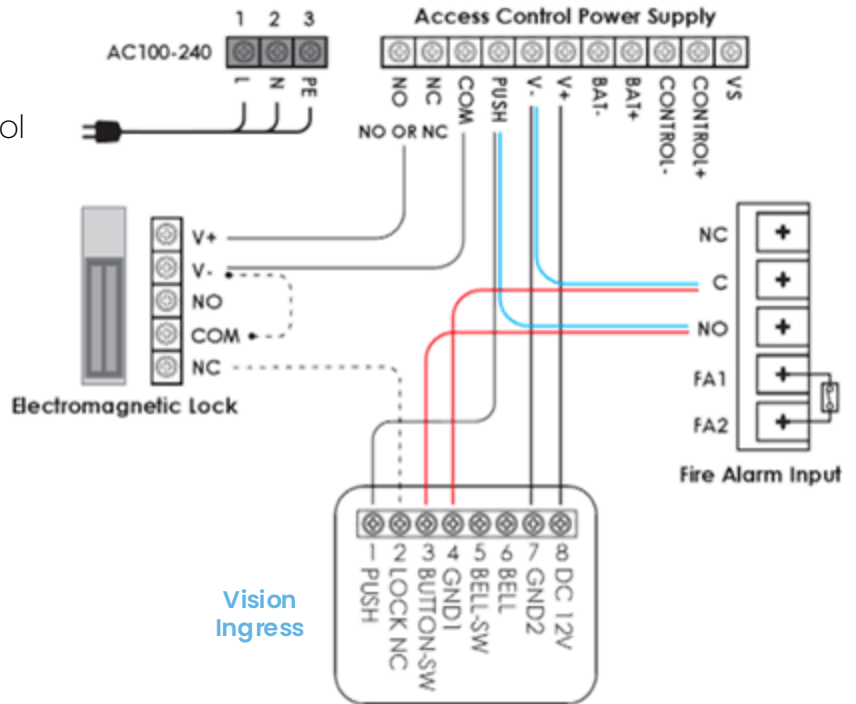 1 2 3
AC100-240
L N PE
ol
Access Control Power Supply
NO NC COM PUSH V- V+ BAT- BAT+ CONTROL- CONTROL+ VS
NO OR NC
V+
V-
NO
COM
NC
Electromagnetic Lock
NC
C
NO
FA1
FA2
Fire Alarm Input
Vision
Ingress
1 2 3 4 5 6 7 8
PUSH LOCK NC BUTTON-SW GND1 BELL-SW BELL GND2 DC 12V